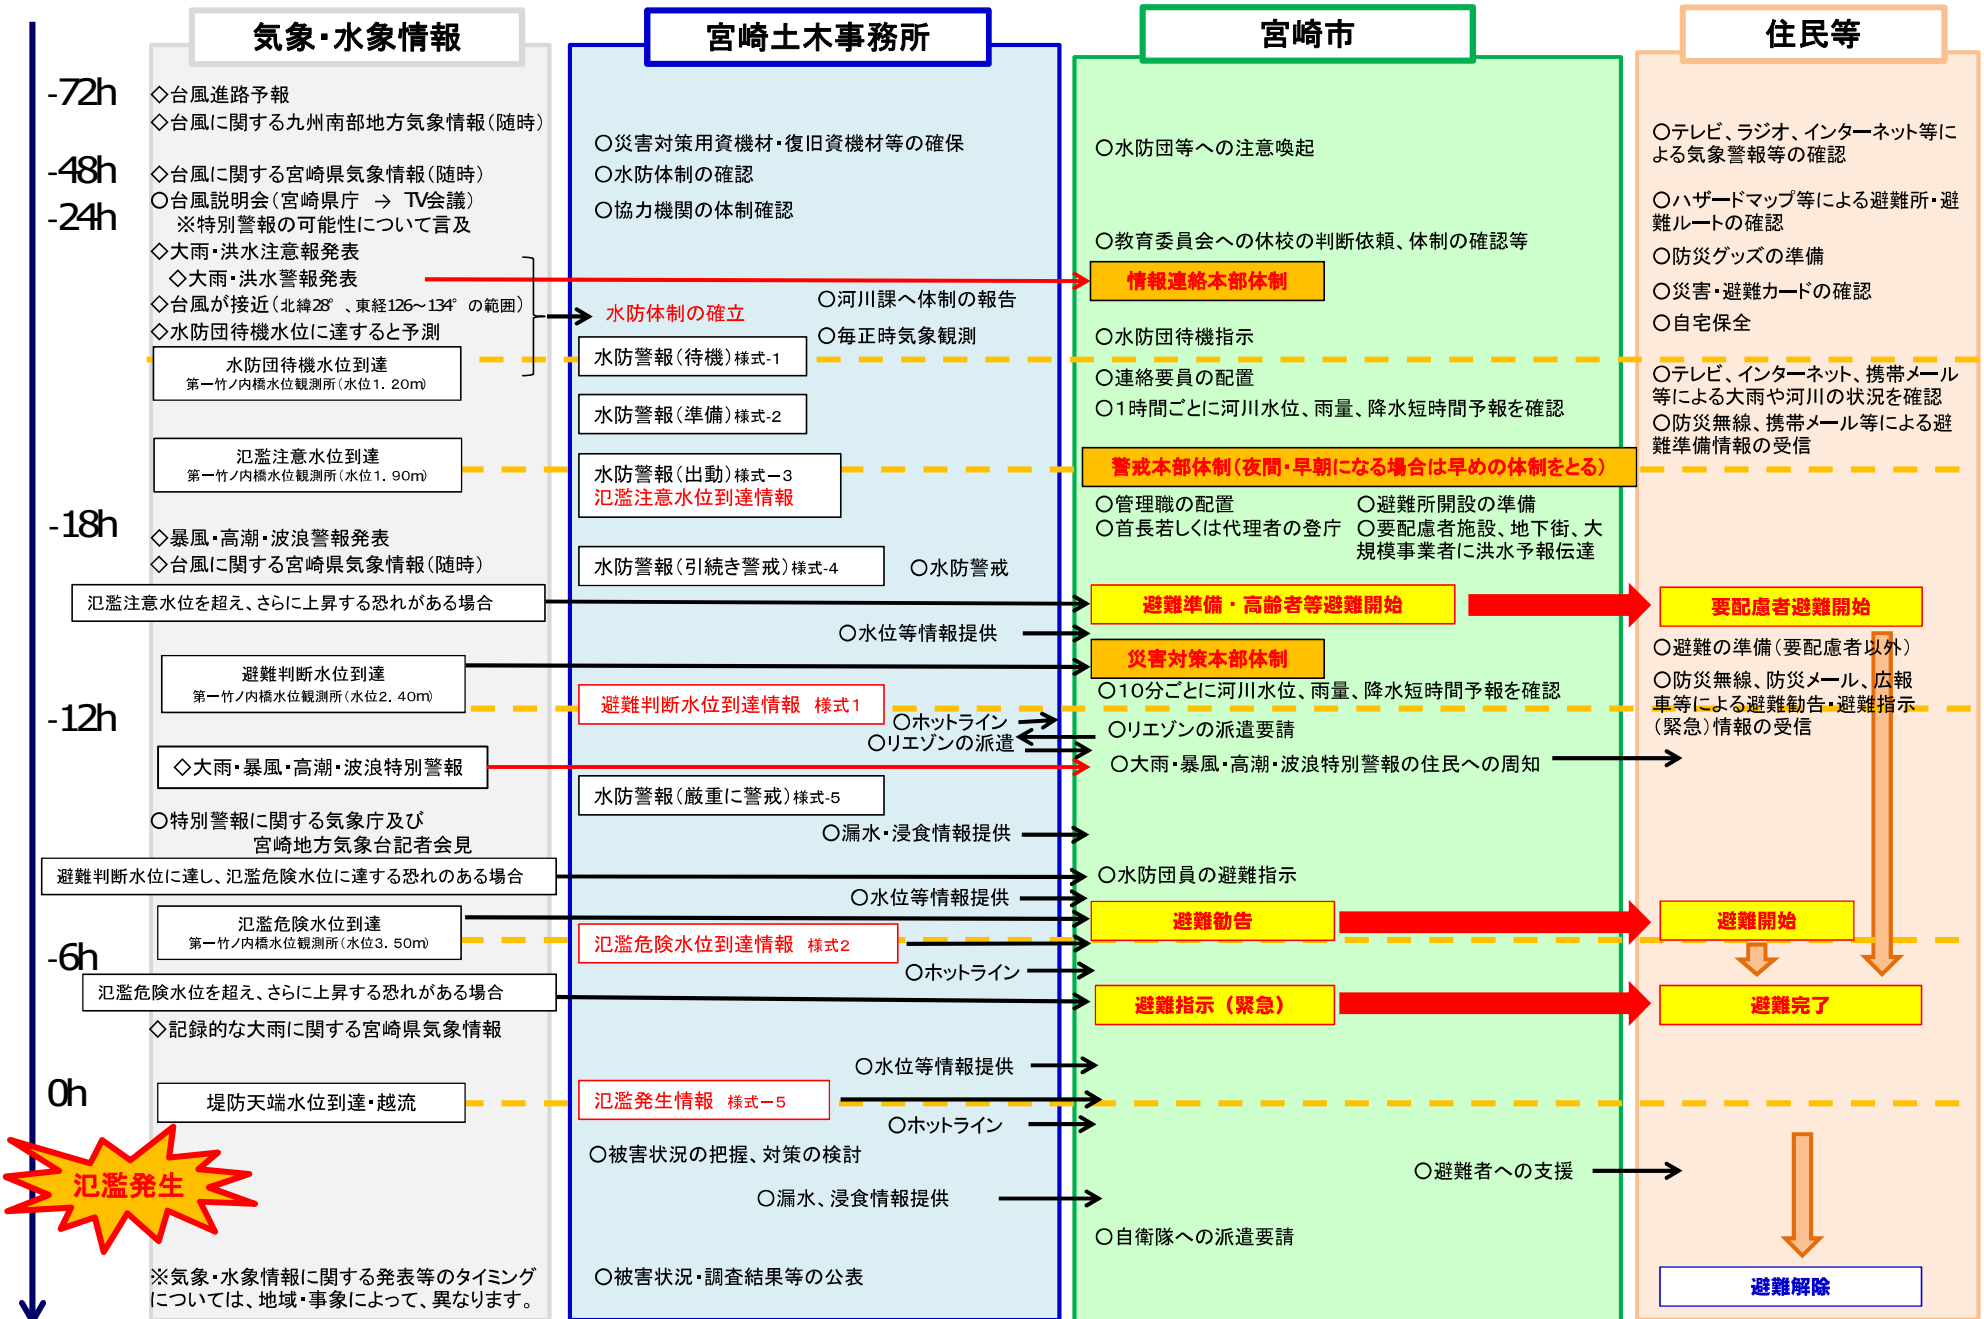 気象・水象情報
宮崎土木事務所
宮崎市
住民等
-72h
-48h
-24h
-18h
-12h
-6h
0h
氾濫発生
◇台風進路予報
◇台風に関する九州南部地方気象情報（随時）
◇台風に関する宮崎県気象情報（随時）
○台風説明会（宮崎県庁 → TV会議）
※特別警報の可能性について言及
◇大雨・洪水注意報発表
◇大雨・洪水警報発表
◇台風が接近（北緯28°、東経126～134°の範囲）
◇水防団待機水位に達すると予測
水防団待機水位到達
第一竹ノ内橋水位観測所（水位1．20m）
氾濫注意水位到達
第一竹ノ内橋水位観測所（水位1．90m）
◇暴風・高潮・波浪警報発表
◇台風に関する宮崎県気象情報（随時）
氾濫注意水位を超え、さらに上昇する恐れがある場合
避難判断水位到達
第一竹ノ内橋水位観測所（水位2．40m）
◇大雨・暴風・高潮・波浪特別警報
○特別警報に関する気象庁及び
宮崎地方気象台記者会見
避難判断水位に達し、氾濫危険水位に達する恐れのある場合
氾濫危険水位到達
第一竹ノ内橋水位観測所（水位3．50m）
氾濫危険水位を超え、さらに上昇する恐れがある場合
◇記録的な大雨に関する宮崎県気象情報
堤防天端水位到達・越流
※気象・水象情報に関する発表等のタイミング
については、地域・事象によって、異なります。
○災害対策用資機材・復旧資機材等の確保
○水防体制の確認
○協力機関の体制確認
水防体制の確立
○河川課へ体制の報告
○毎正時気象観測
水防警報（待機）様式-1
水防警報（準備）様式-2
水防警報（出動）様式－3
氾濫注意水位到達情報
水防警報（引続き警戒）様式-4
○水防警戒
○水位等情報提供
避難判断水位到達情報 様式1
○ホットライン
○リエゾンの派遣
水防警報（厳重に警戒）様式-5
○漏水・浸食情報提供
○水位等情報提供
氾濫危険水位到達情報 様式2
○ホットライン
○水位等情報提供
氾濫発生情報 様式－5
○ホットライン
○被害状況の把握、対策の検討
○漏水、浸食情報提供
○被害状況・調査結果等の公表
○水防団等への注意喚起
○教育委員会への休校の判断依頼、体制の確認等
情報連絡本部体制
○水防団待機指示
○連絡要員の配置
○1時間ごとに河川水位、雨量、降水短時間予報を確認
警戒本部体制（夜間・早朝になる場合は早めの体制をとる）
○管理職の配置
○首長若しくは代理者の登庁
○避難所開設の準備
○要配慮者施設、地下街、大
規模事業者に洪水予報伝達
避難準備・高齢者等避難開始
災害対策本部体制
○10分ごとに河川水位、雨量、降水短時間予報を確認
○リエゾンの派遣要請
○大雨・暴風・高潮・波浪特別警報の住民への周知
○水防団員の避難指示
避難勧告
避難指示（緊急）
○避難者への支援
○自衛隊への派遣要請
○テレビ、ラジオ、インターネット等に
よる気象警報等の確認
○ハザードマップ等による避難所・避
難ルートの確認
○防災グッズの準備
○災害・避難カードの確認
○自宅保全
○テレビ、インターネット、携帯メール
等による大雨や河川の状況を確認
○防災無線、携帯メール等による避
難準備情報の受信
要配慮者避難開始
○避難の準備（要配慮者以外）
○防災無線、防災メール、広報
車等による避難勧告・避難指示
（緊急）情報の受信
避難開始
避難完了
避難解除